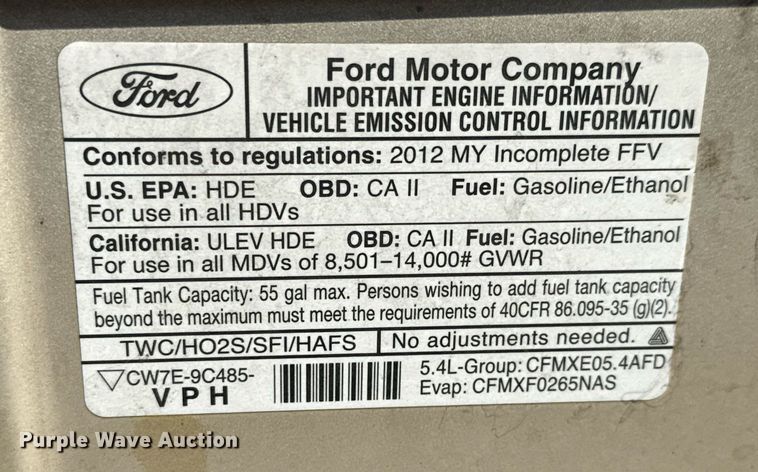 Ford
Ford Motor Company
IMPORTANT ENGINE INFORMATION/
VEHICLE EMISSION CONTROL INFORMATION
Conforms to regulations: 2012 MY Incomplete FFV
U.S. EPA: HDE OBD: CA II Fuel: Gasoline/Ethanol
For use in all HDVs
California: ULEV HDE OBD: CA II Fuel: Gasoline/Ethanol
For use in all MDVs of 8,501–14,000# GVWR
Fuel Tank Capacity: 55 gal max. Persons wishing to add fuel tank capacity
beyond the maximum must meet the requirements of 40CFR 86.095-35 (g)(2).
TWC/HO2S/SFI/HAFS No adjustments needed.
CW7E-9C485-
VPH
5.4L-Group: CFMXE05.4AFD
Evap: CFMXF0265NAS
Purple Wave Auction